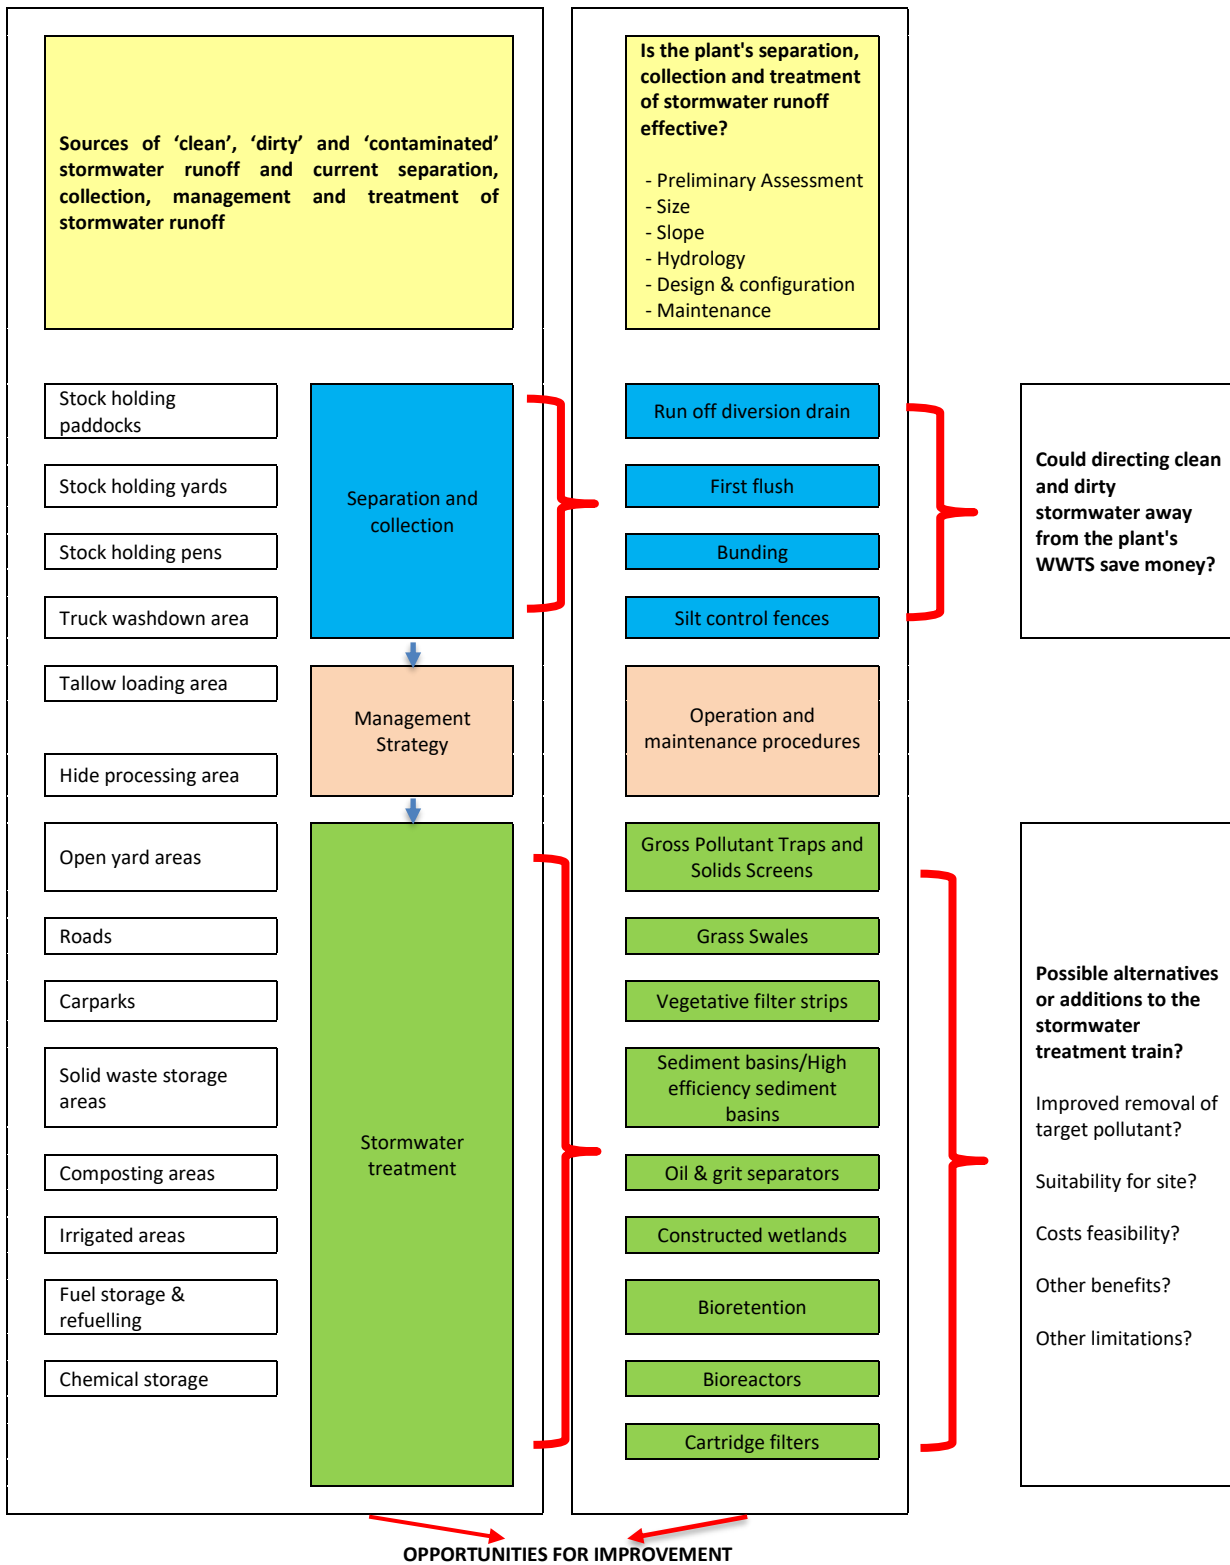 Sources of ‘clean’, ‘dirty’ and ‘contaminated’
stormwater runoff and current separation,
collection, management and treatment of
stormwater runoff
Is the plant's separation,
collection and treatment
of stormwater runoff
effective?
- Preliminary Assessment
- Size
- Slope
- Hydrology
- Design & configuration
- Maintenance
Stock holding
paddocks
Stock holding yards
Stock holding pens
Truck washdown area
Tallow loading area
Hide processing area
Open yard areas
Roads
Carparks
Solid waste storage
areas
Composting areas
Irrigated areas
Fuel storage &
refuelling
Chemical storage
Separation and
collection
Management
Strategy
Stormwater
treatment
Run off diversion drain
First flush
Bunding
Silt control fences
Operation and
maintenance procedures
Gross Pollutant Traps and
Solids Screens
Grass Swales
Vegetative filter strips
Sediment basins/High
efficiency sediment
basins
Oil & grit separators
Constructed wetlands
Bioretention
Bioreactors
Cartridge filters
Could directing clean
and dirty
stormwater away
from the plant's
WWTS save money?
Possible alternatives
or additions to the
stormwater
treatment train?
Improved removal of
target pollutant?
Suitability for site?
Costs feasibility?
Other benefits?
Other limitations?
OPPORTUNITIES FOR IMPROVEMENT